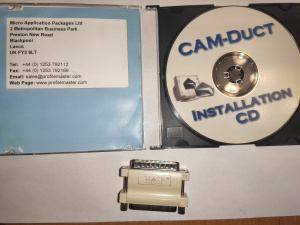 Micro Application Packages Ltd
2 Metropolitan Business Park
Preston New Road
Blackpool
Lancs
UK FY3 9LT
Tel: +44 (0) 1253 792112
Fax: +44 (0) 1253 792169
Email: sales@profilemaster.com
Web Page: www.profilemaster.com
CAM-DUCT
INSTALLATION
CD